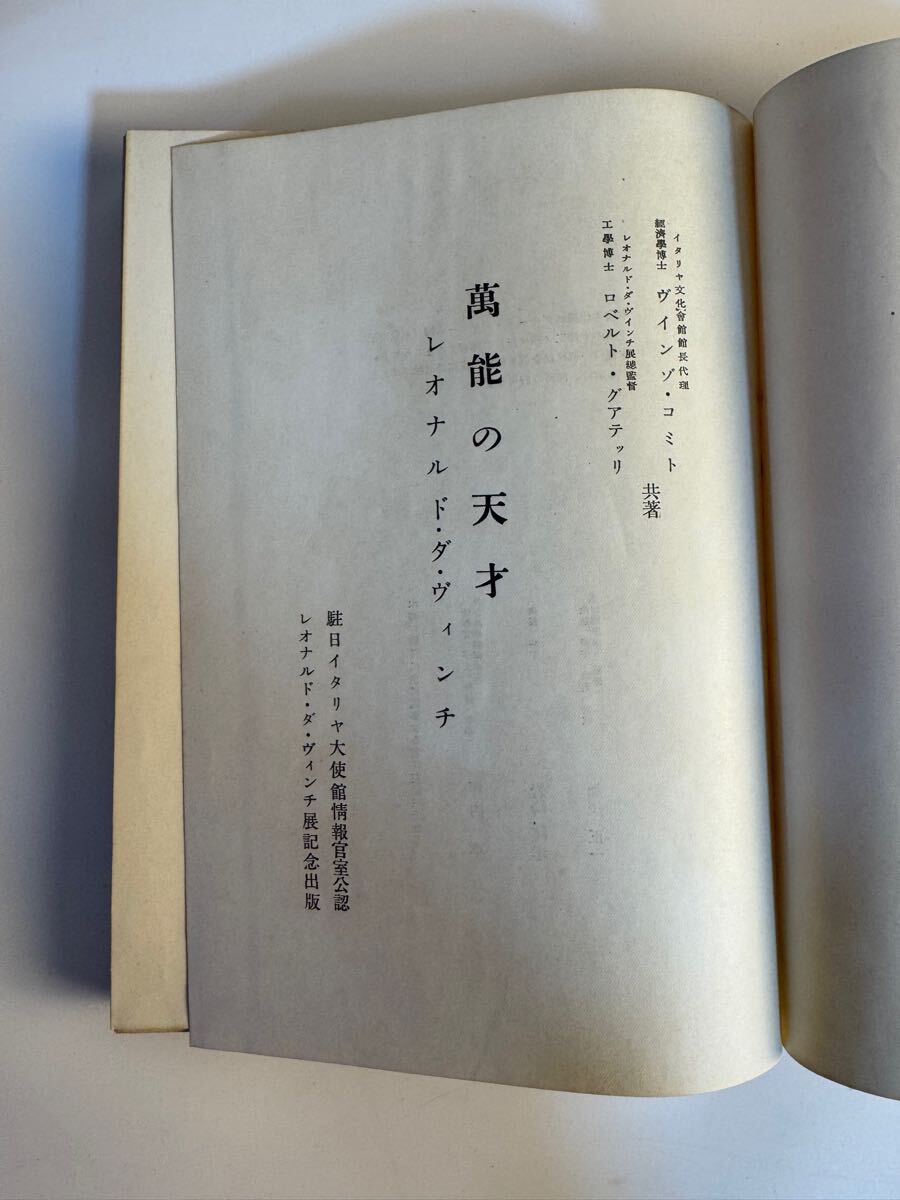 イタリヤ文化會館館長代理
經濟學博士 ヴインゾ・コミト
レオナルド・ダ・ヴインチ展總監督
工學博士 ロベルト・グアテッリ
共著
萬能の天才
レオナルド・ダ・ヴィンチ
駐日イタリヤ大使館情報官室公認
レオナルド・ダ・ヴィンチ展記念出版